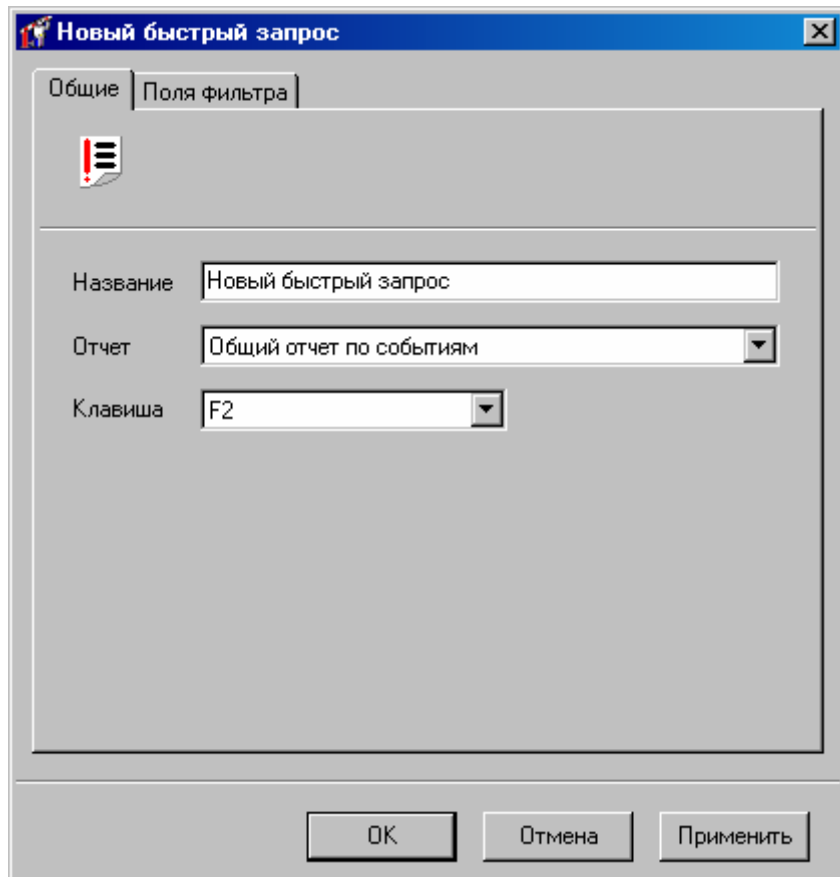 Новый быстрый запрос
Общие Поля фильтра
Название Новый быстрый запрос
Отчет Общий отчет по событиям
Клавиша F2
OK Отмена Применить